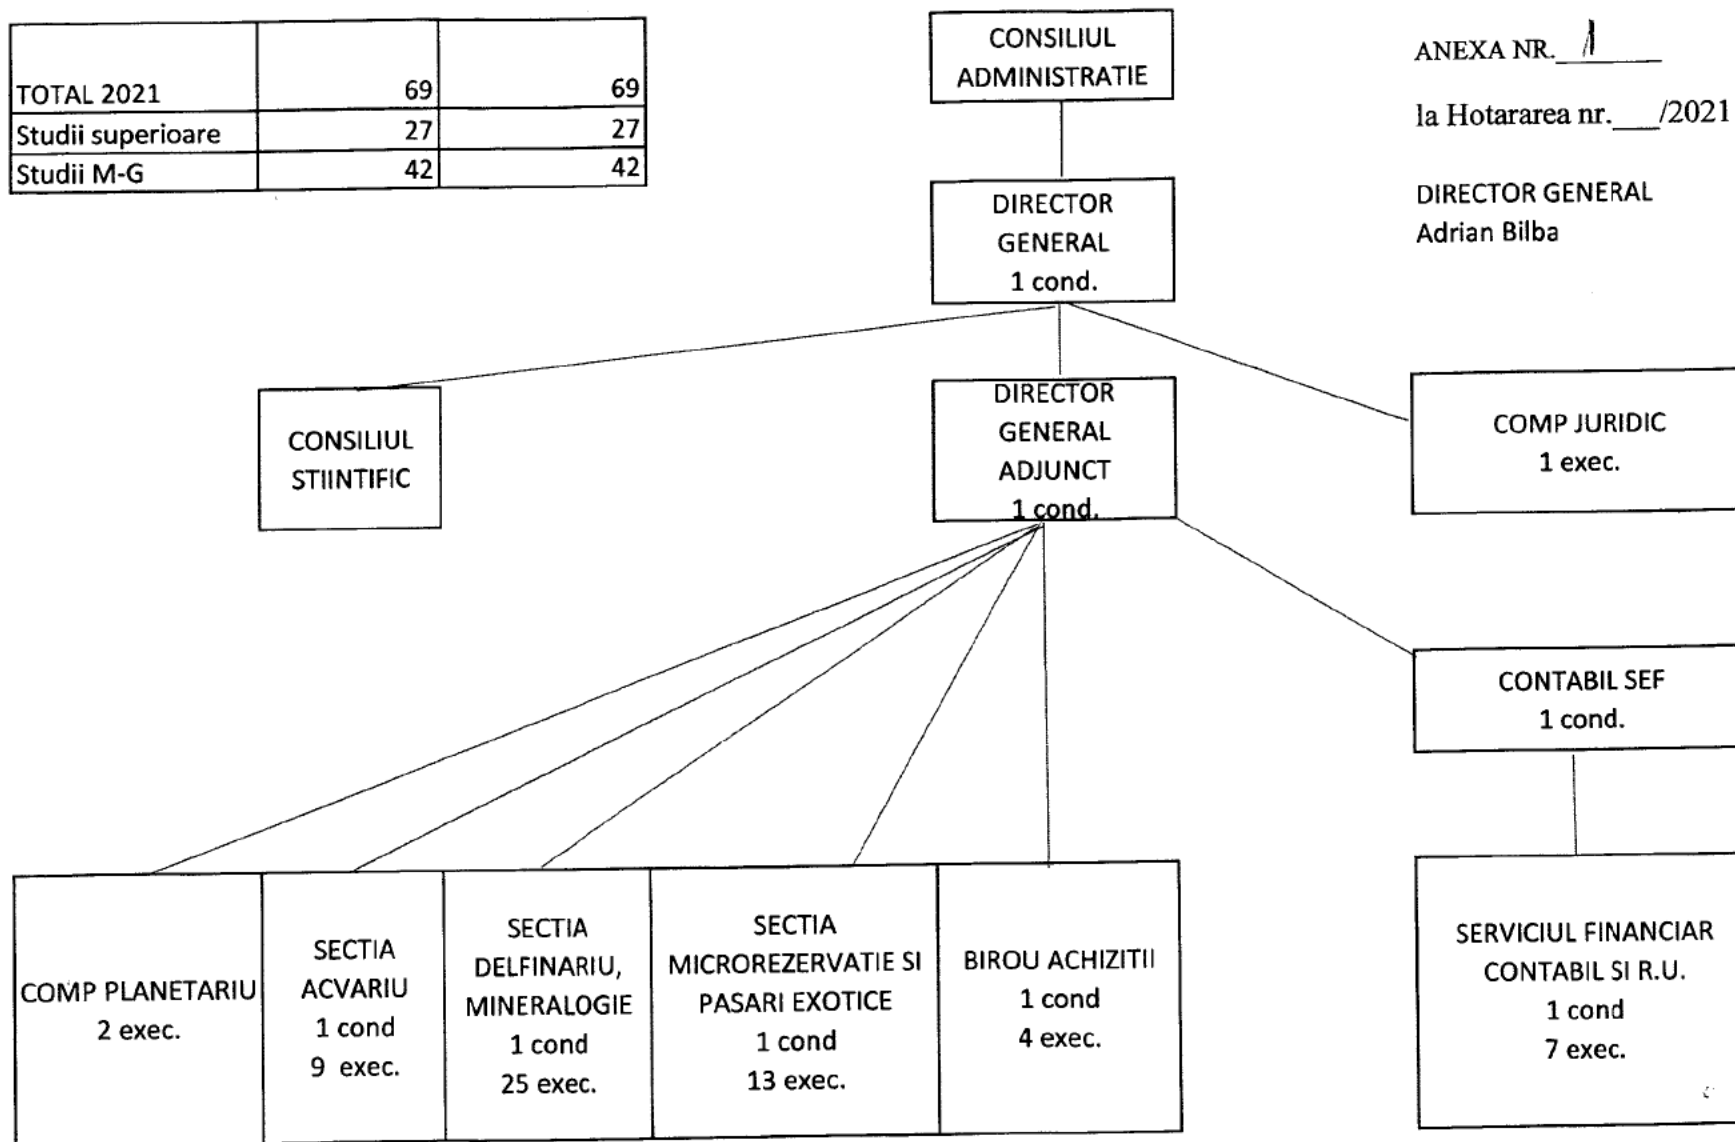 TOTAL 2021 69 69
Studii superioare 27 27
Studii M-G 42 42
CONSILIUL
ADMINISTRATIE
ANEXA NR. 1
la Hotararea nr.___/2021
DIRECTOR GENERAL
Adrian Bilba
DIRECTOR
GENERAL
1 cond.
CONSILIUL
STIINTIFIC
DIRECTOR
GENERAL
ADJUNCT
1 cond.
COMP JURIDIC
1 exec.
CONTABIL SEF
1 cond.
COMP PLANETARIU
2 exec.
SECTIA
ACVARIU
1 cond
9 exec.
SECTIA
DELFINARIU,
MINERALOGIE
1 cond
25 exec.
SECTIA
MICROREZERVATIE SI
PASARI EXOTICE
1 cond
13 exec.
BIROU ACHIZITII
1 cond
4 exec.
SERVICIUL FINANCIAR
CONTABIL SI R.U.
1 cond
7 exec.